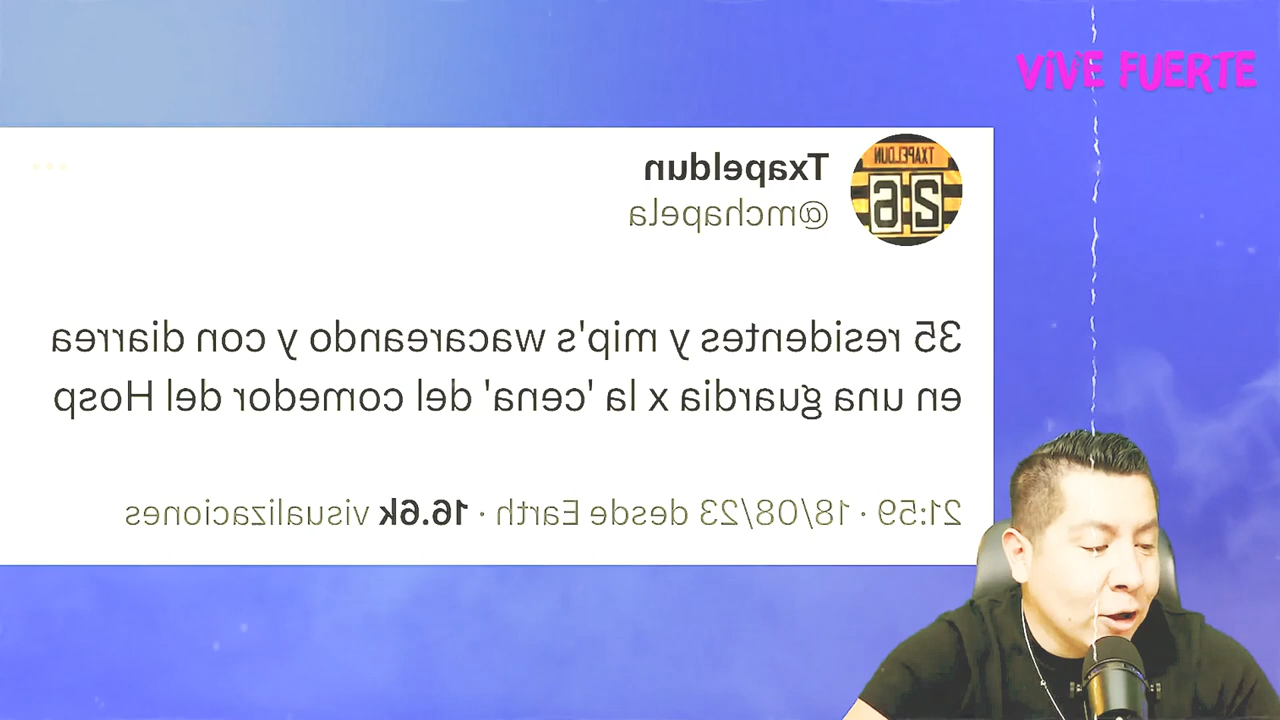 VIVE FUERTE
TXAPELDUN
26
Txapeldun
@mchapela
35 residentes y mip's wacareando y con diarrea
en una guardia x la 'cena' del comedor del Hosp
21:59 · 18/08/23 desde Earth · 16.6k visualizaciones